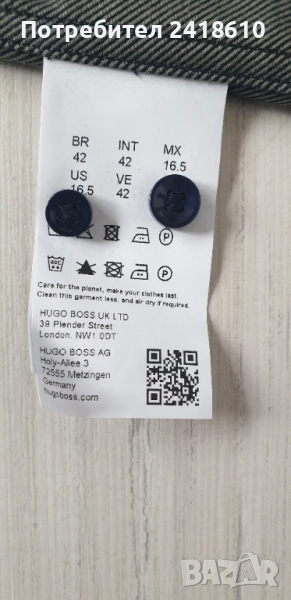 Потребител 2418610
BR INT MX
42 42 16.5
US VE
16.5 42
Care for the planet, make your clothes last.
Clean this garment less, and air dry if required.
HUGO BOSS UK LTD
39 Plender Street
London. NW1 0DT
HUGO BOSS AG
Holy-Allee 3
72555 Metzingen
Germany
hugoboss.com
BAZAR